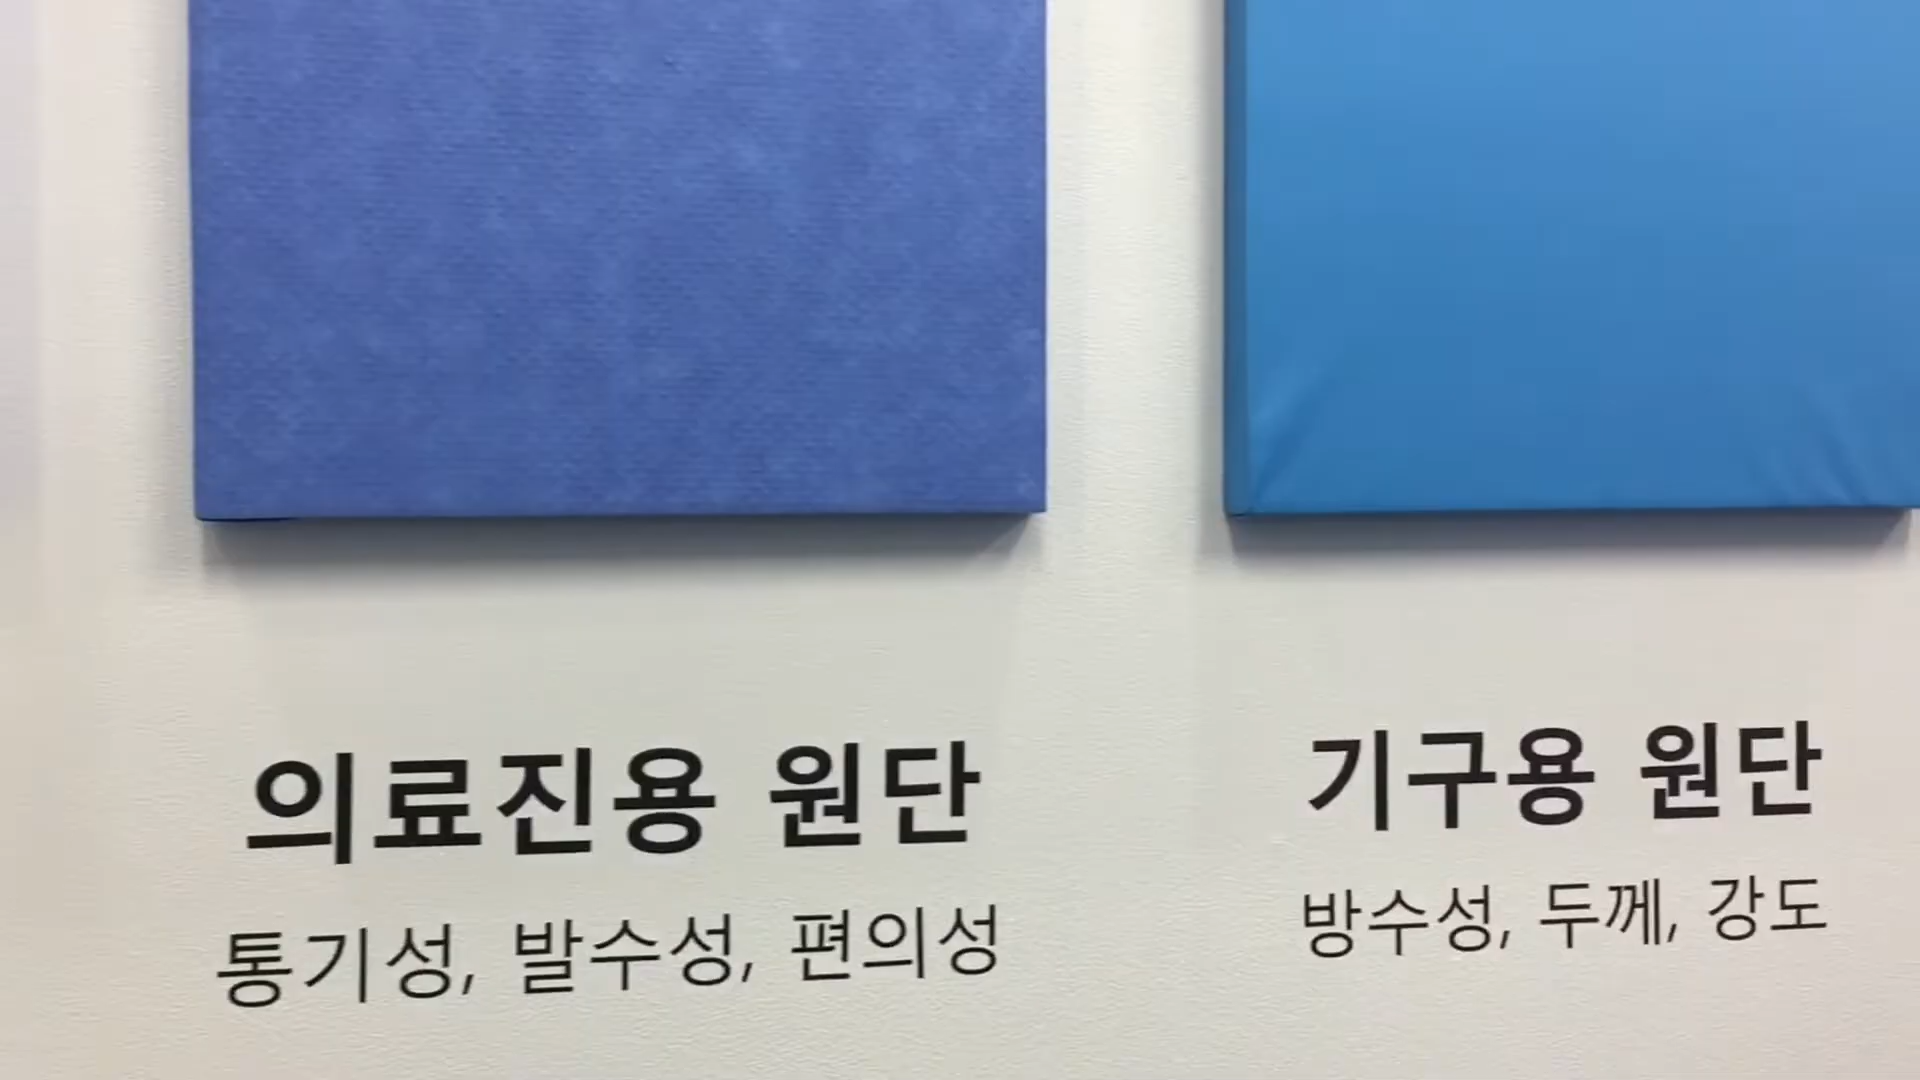 의료진용 원단
통기성, 발수성, 편의성
기구용 원단
방수성, 두께, 강도